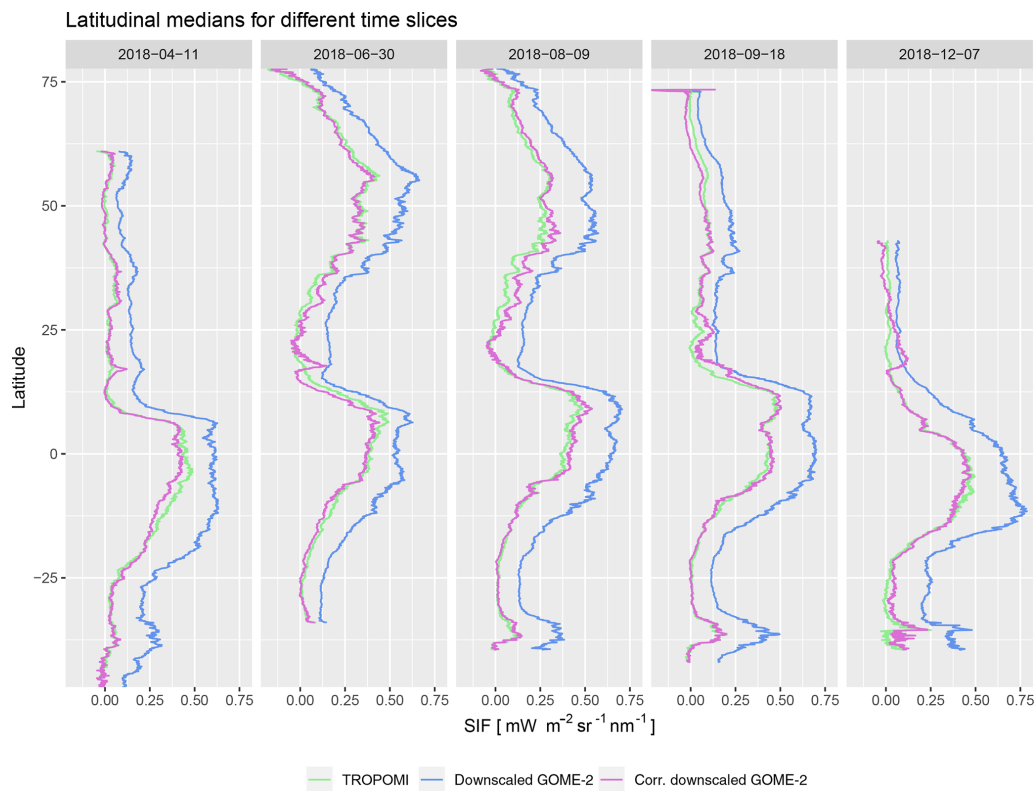 Latitudinal medians for different time slices
2018−04−11 2018−06−30 2018−08−09 2018−09−18 2018−12−07
75
50
25
0
−25
Latitude
0.00 0.25 0.50 0.75 0.00 0.25 0.50 0.75 0.00 0.25 0.50 0.75 0.00 0.25 0.50 0.75 0.00 0.25 0.50 0.75
SIF [ mW m⁻² sr⁻¹ nm⁻¹ ]
TROPOMI Downscaled GOME−2 Corr. downscaled GOME−2